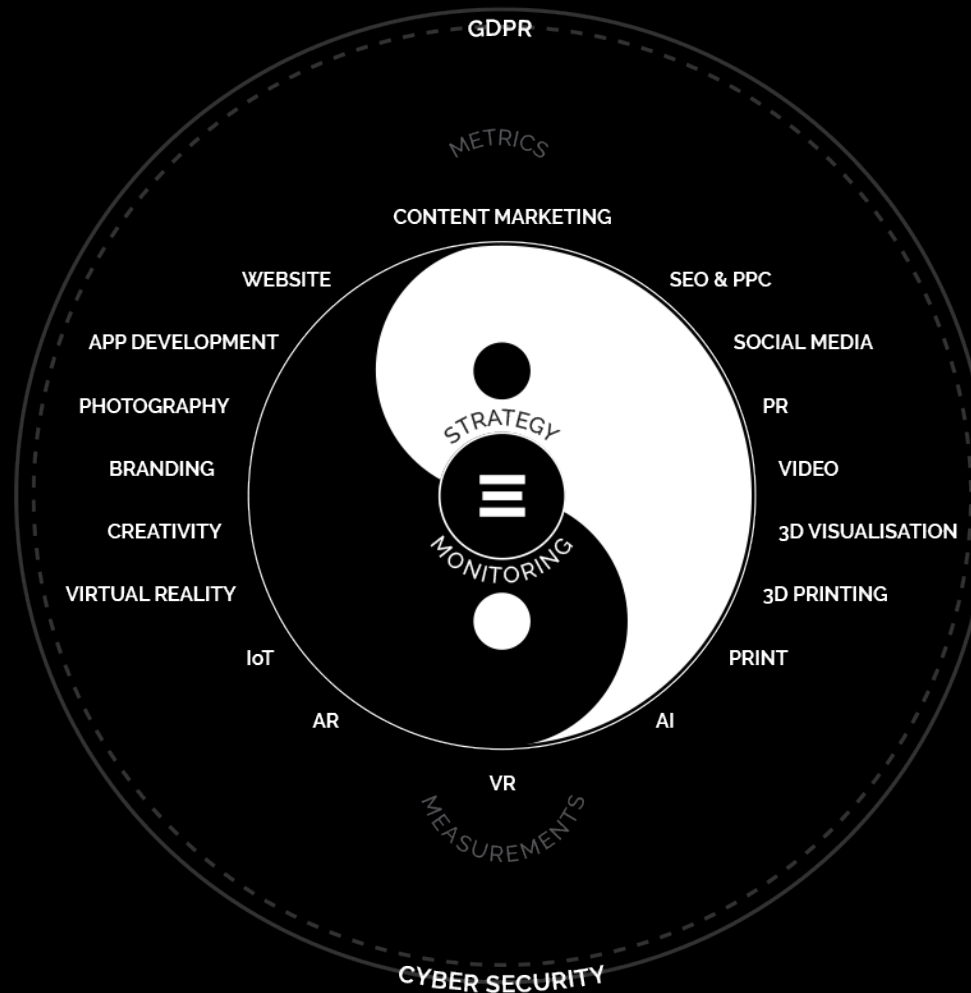 GDPR
METRICS
CONTENT MARKETING
WEBSITE
SEO & PPC
APP DEVELOPMENT
SOCIAL MEDIA
PHOTOGRAPHY
PR
STRATEGY
BRANDING
VIDEO
CREATIVITY
3D VISUALISATION
MONITORING
VIRTUAL REALITY
3D PRINTING
IoT
PRINT
AR
AI
VR
MEASUREMENTS
CYBER SECURITY